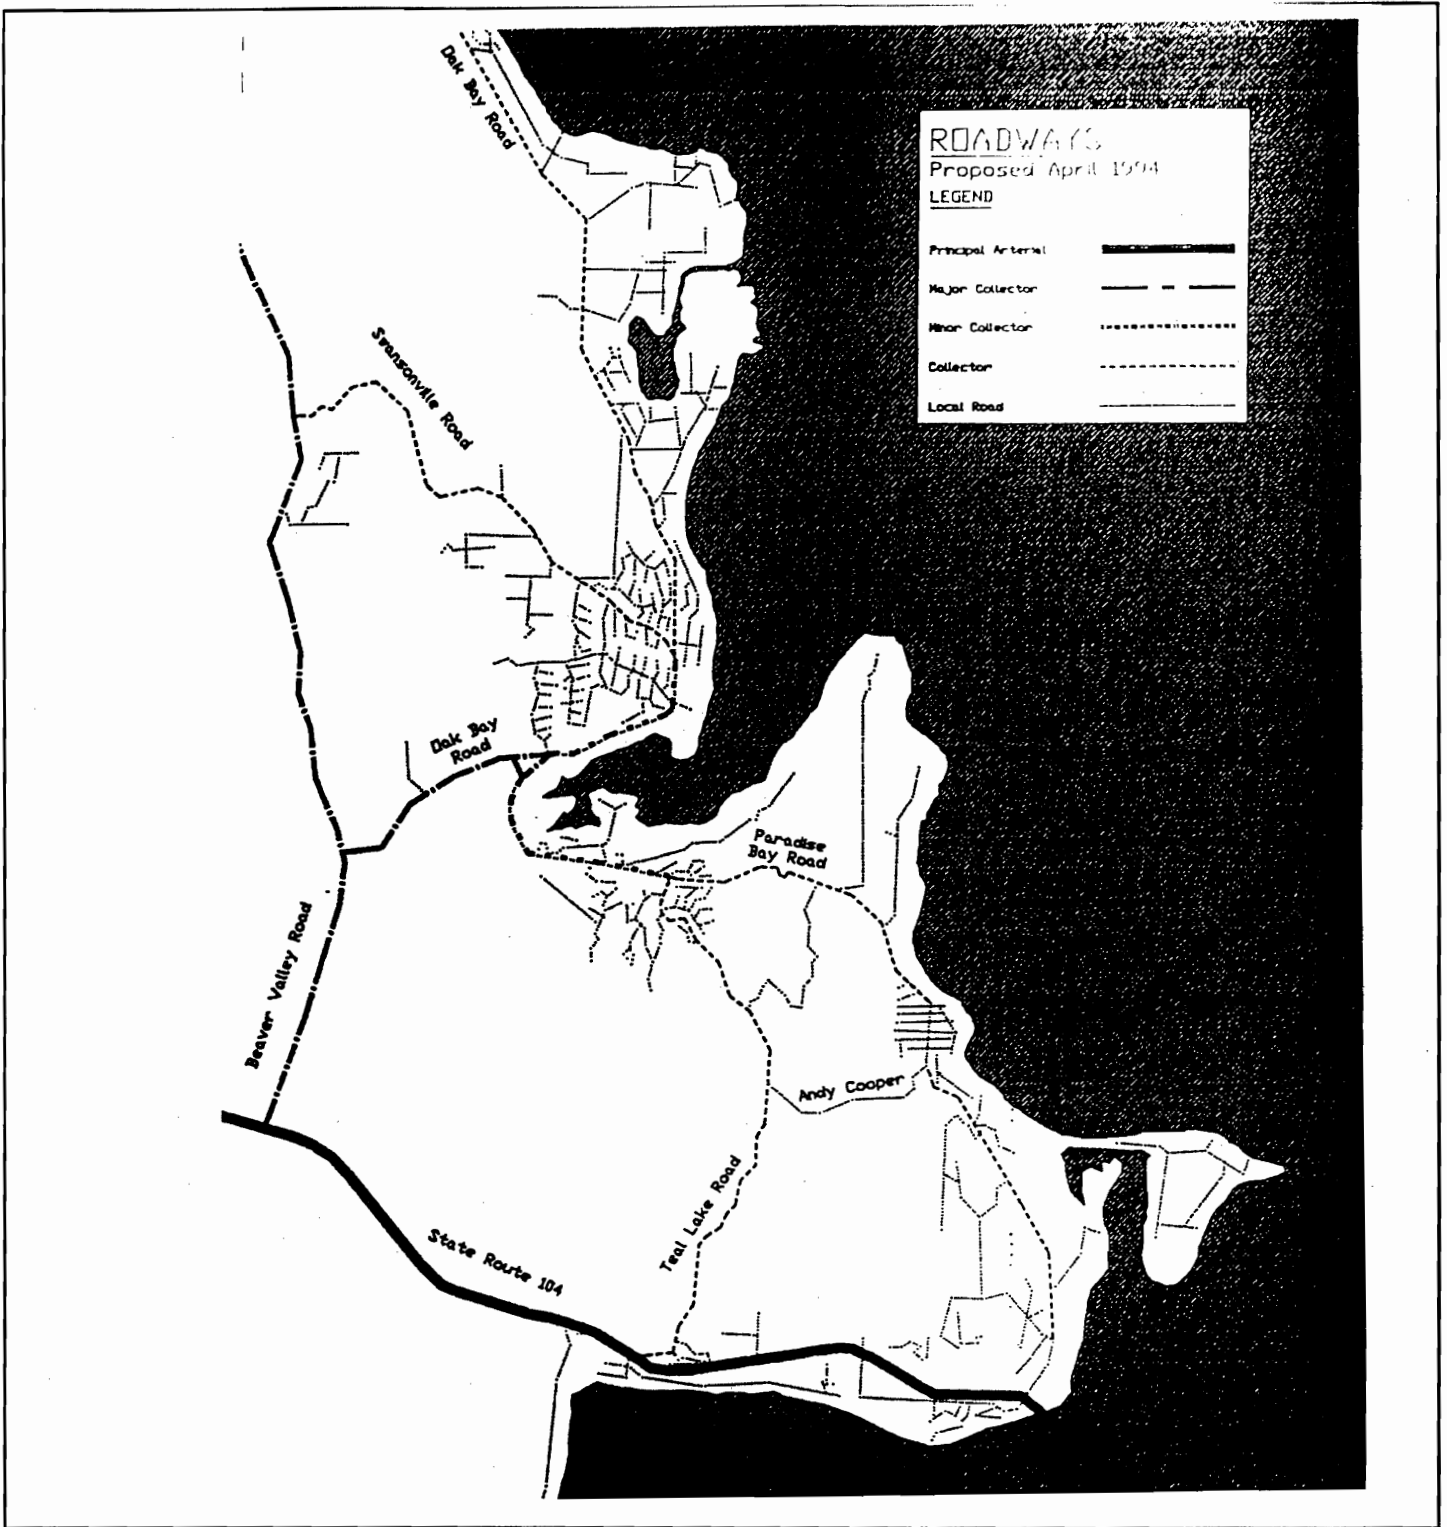 Oak Bay Road
ROADWAYS
Proposed April 1994
LEGEND
Principal Arterial
Major Collector
Minor Collector
Collector
Local Road
Swansonville Road
Oak Bay
Road
Paradise
Bay Road
Beaver Valley Road
Andy Cooper
Teal Lake Road
State Route 104